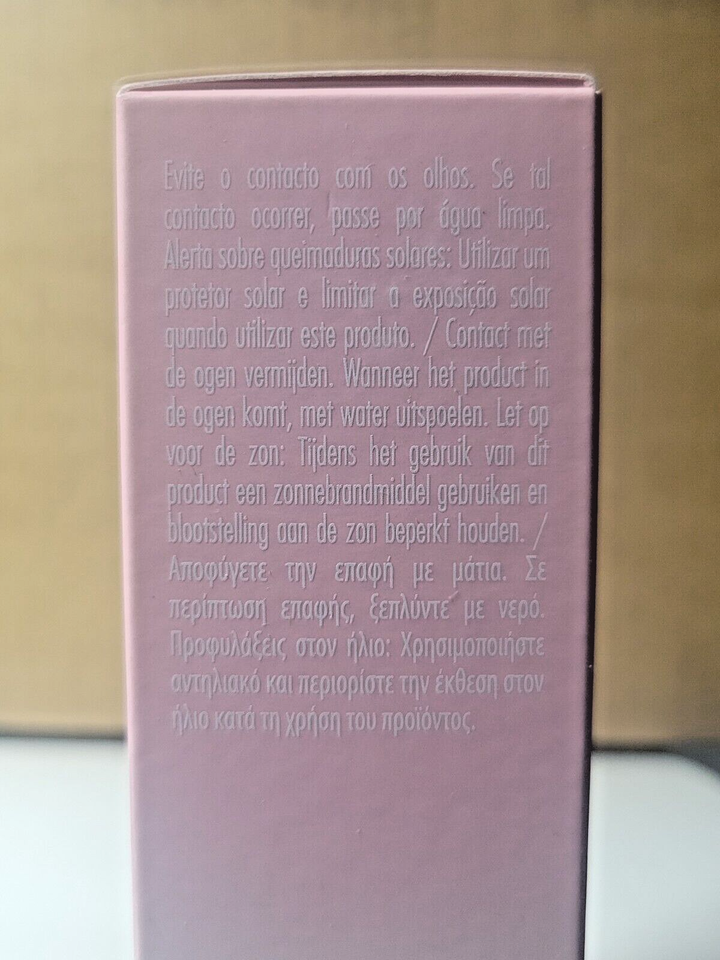 Evite o contacto com os olhos. Se tal
contacto ocorrer, passe por água limpa.
Alerta sobre queimaduras solares: Utilizar um
protetor solar e limitar a exposição solar
quando utilizar este produto. / Contact met
de ogen vermijden. Wanneer het product in
de ogen komt, met water uitspoelen. Let op
voor de zon: Tijdens het gebruik van dit
product een zonnebrandmiddel gebruiken en
blootstelling aan de zon beperkt houden. /
Αποφύγετε την επαφή με μάτια. Σε
περίπτωση επαφής, ξεπλύντε με νερό.
Προφυλάξεις στον ήλιο: Χρησιμοποιήστε
αντηλιακό και περιορίστε την έκθεση στον
ήλιο κατά τη χρήση του προϊόντος.